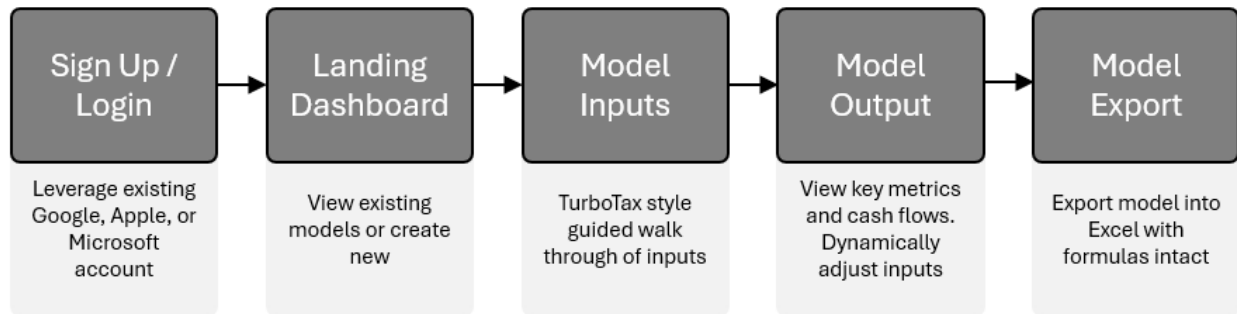 Sign Up /
Login
Leverage existing
Google, Apple, or
Microsoft
account
Landing
Dashboard
View existing
models or create
new
Model
Inputs
TurboTax style
guided walk
through of inputs
Model
Output
View key metrics
and cash flows.
Dynamically
adjust inputs
Model
Export
Export model into
Excel with
formulas intact